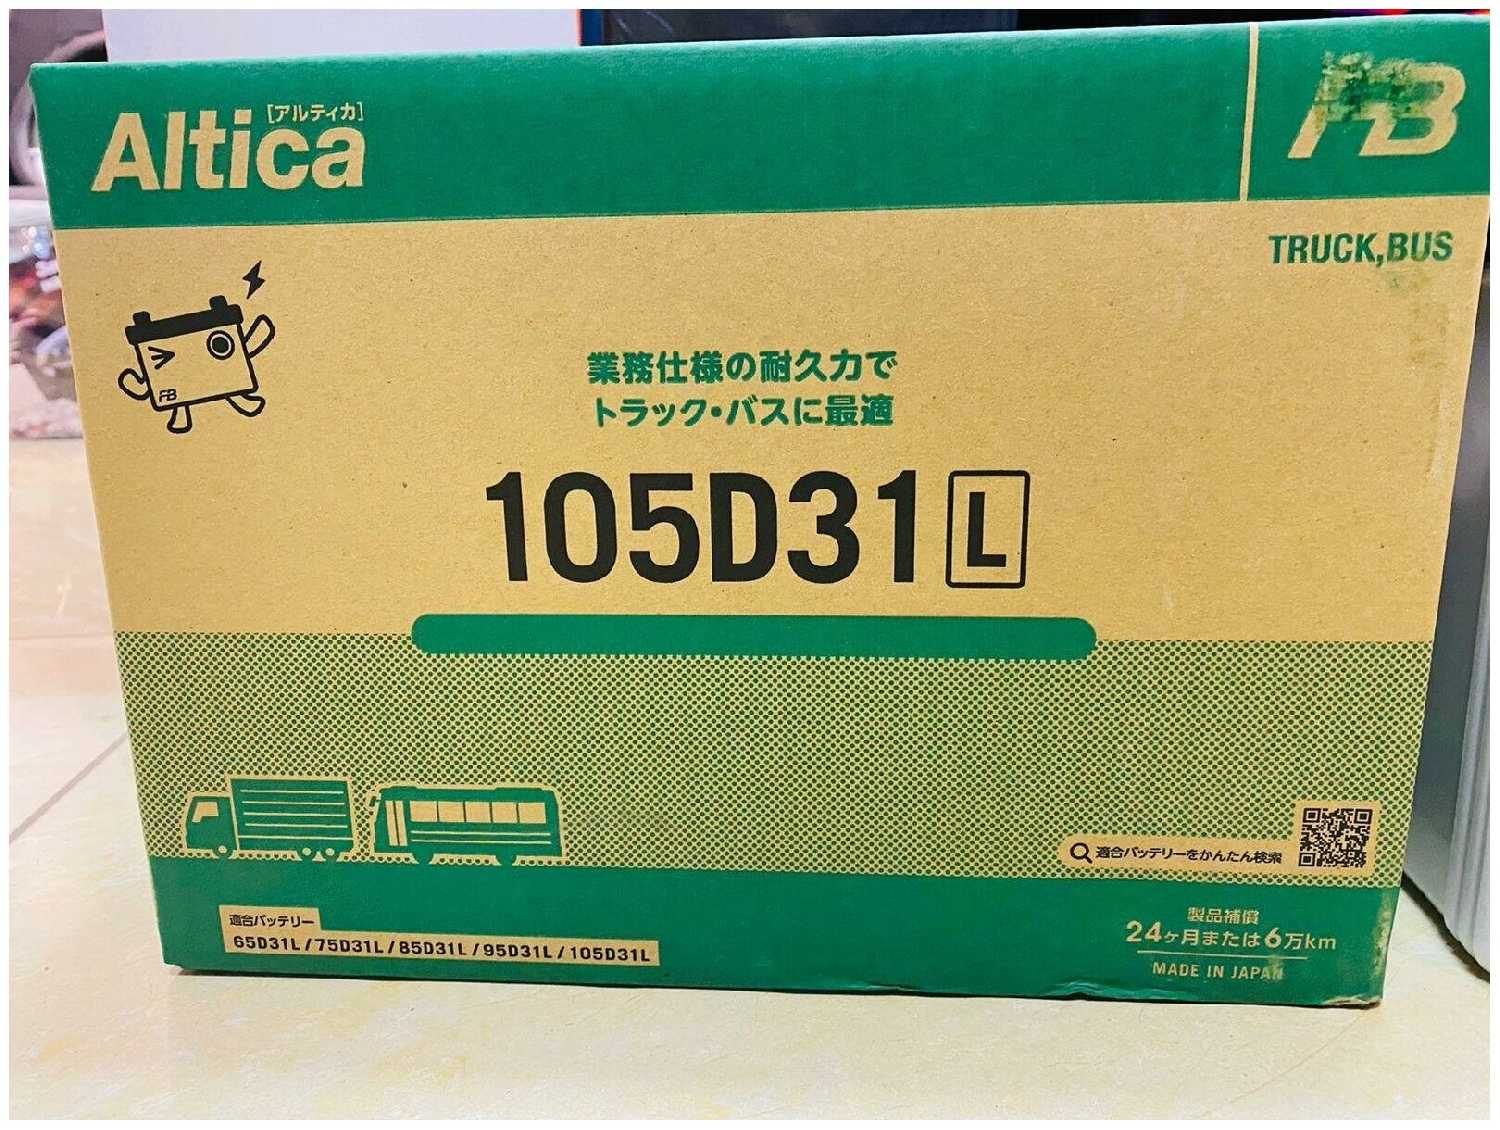 [アルティカ]
Altica
FB
TRUCK,BUS
FB
業務仕様の耐久力で
トラック・バスに最適
105D31 L
適合バッテリーをかんたん検索
適合バッテリー
65D31L/75D31L/85D31L/95D31L/105D31L
製品補償
24ヶ月または6万km
MADE IN JAPAN